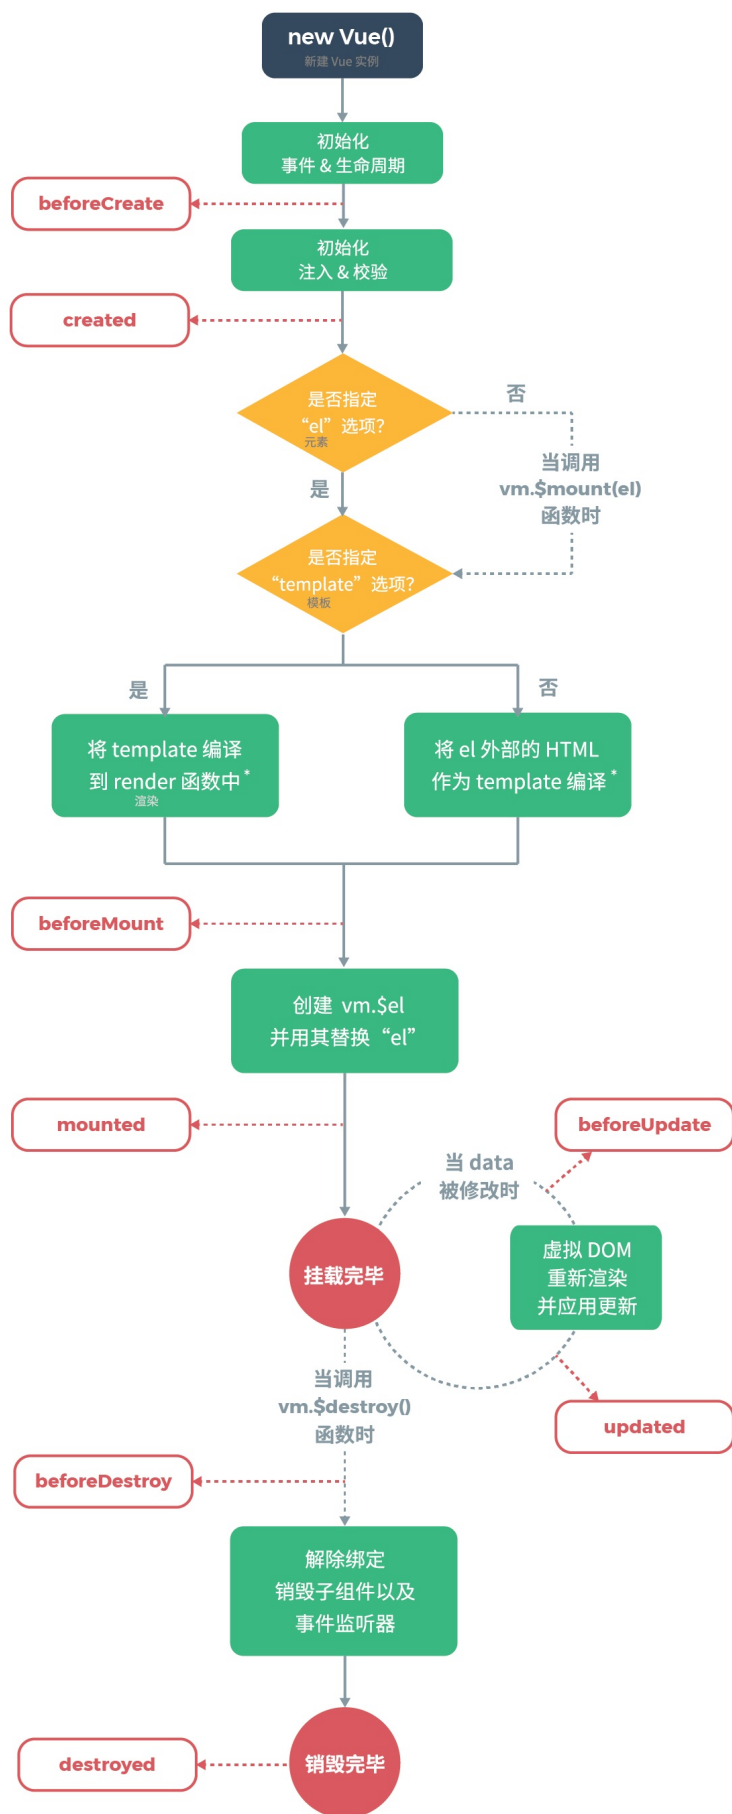 new Vue()
新建 Vue 实例
初始化
事件 & 生命周期
beforeCreate
初始化
注入 & 校验
created
是否指定
“el”选项?
元素
否
当调用
vm.$mount(el)
函数时
是
是否指定
“template”选项?
模板
是
否
将 template 编译
到 render 函数中*
渲染
将 el 外部的 HTML
作为 template 编译*
beforeMount
创建 vm.$el
并用其替换“el”
mounted
beforeUpdate
当 data
被修改时
挂载完毕
虚拟 DOM
重新渲染
并应用更新
updated
当调用
vm.$destroy()
函数时
beforeDestroy
解除绑定
销毁子组件以及
事件监听器
销毁完毕
destroyed